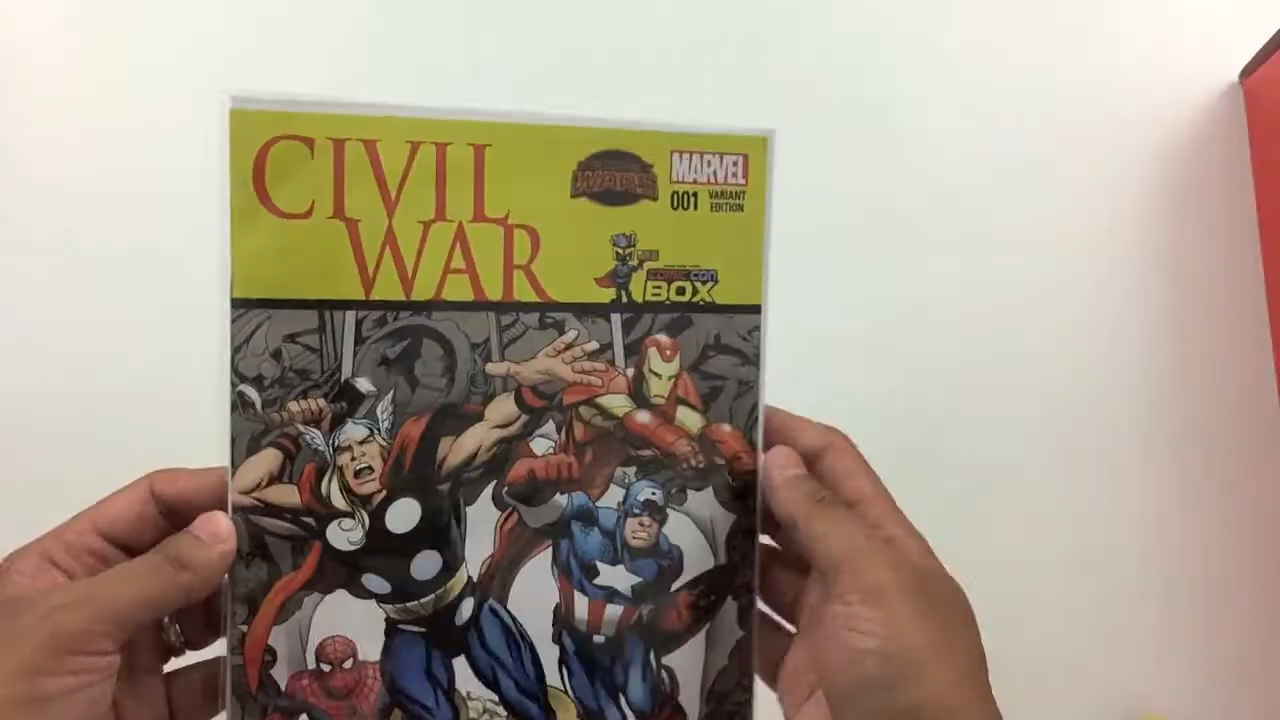 CIVIL
WAR
WARS
MARVEL
001 VARIANT
EDITION
COMIC CON
BOX